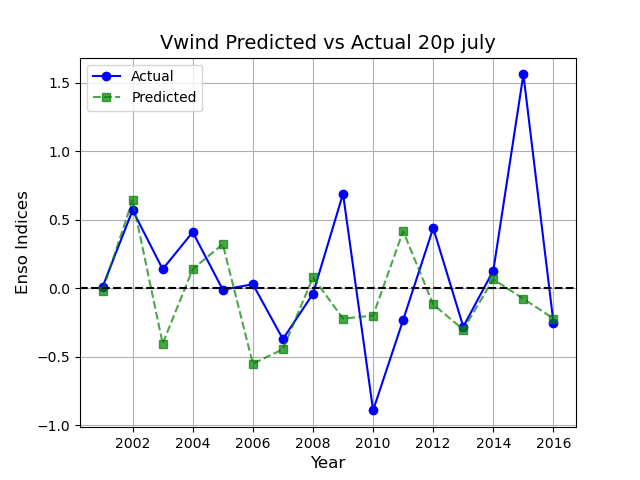 Vwind Predicted vs Actual 20p july
Actual
Predicted
1.5
1.0
0.5
0.0
−0.5
−1.0
Enso Indices
2002 2004 2006 2008 2010 2012 2014 2016
Year